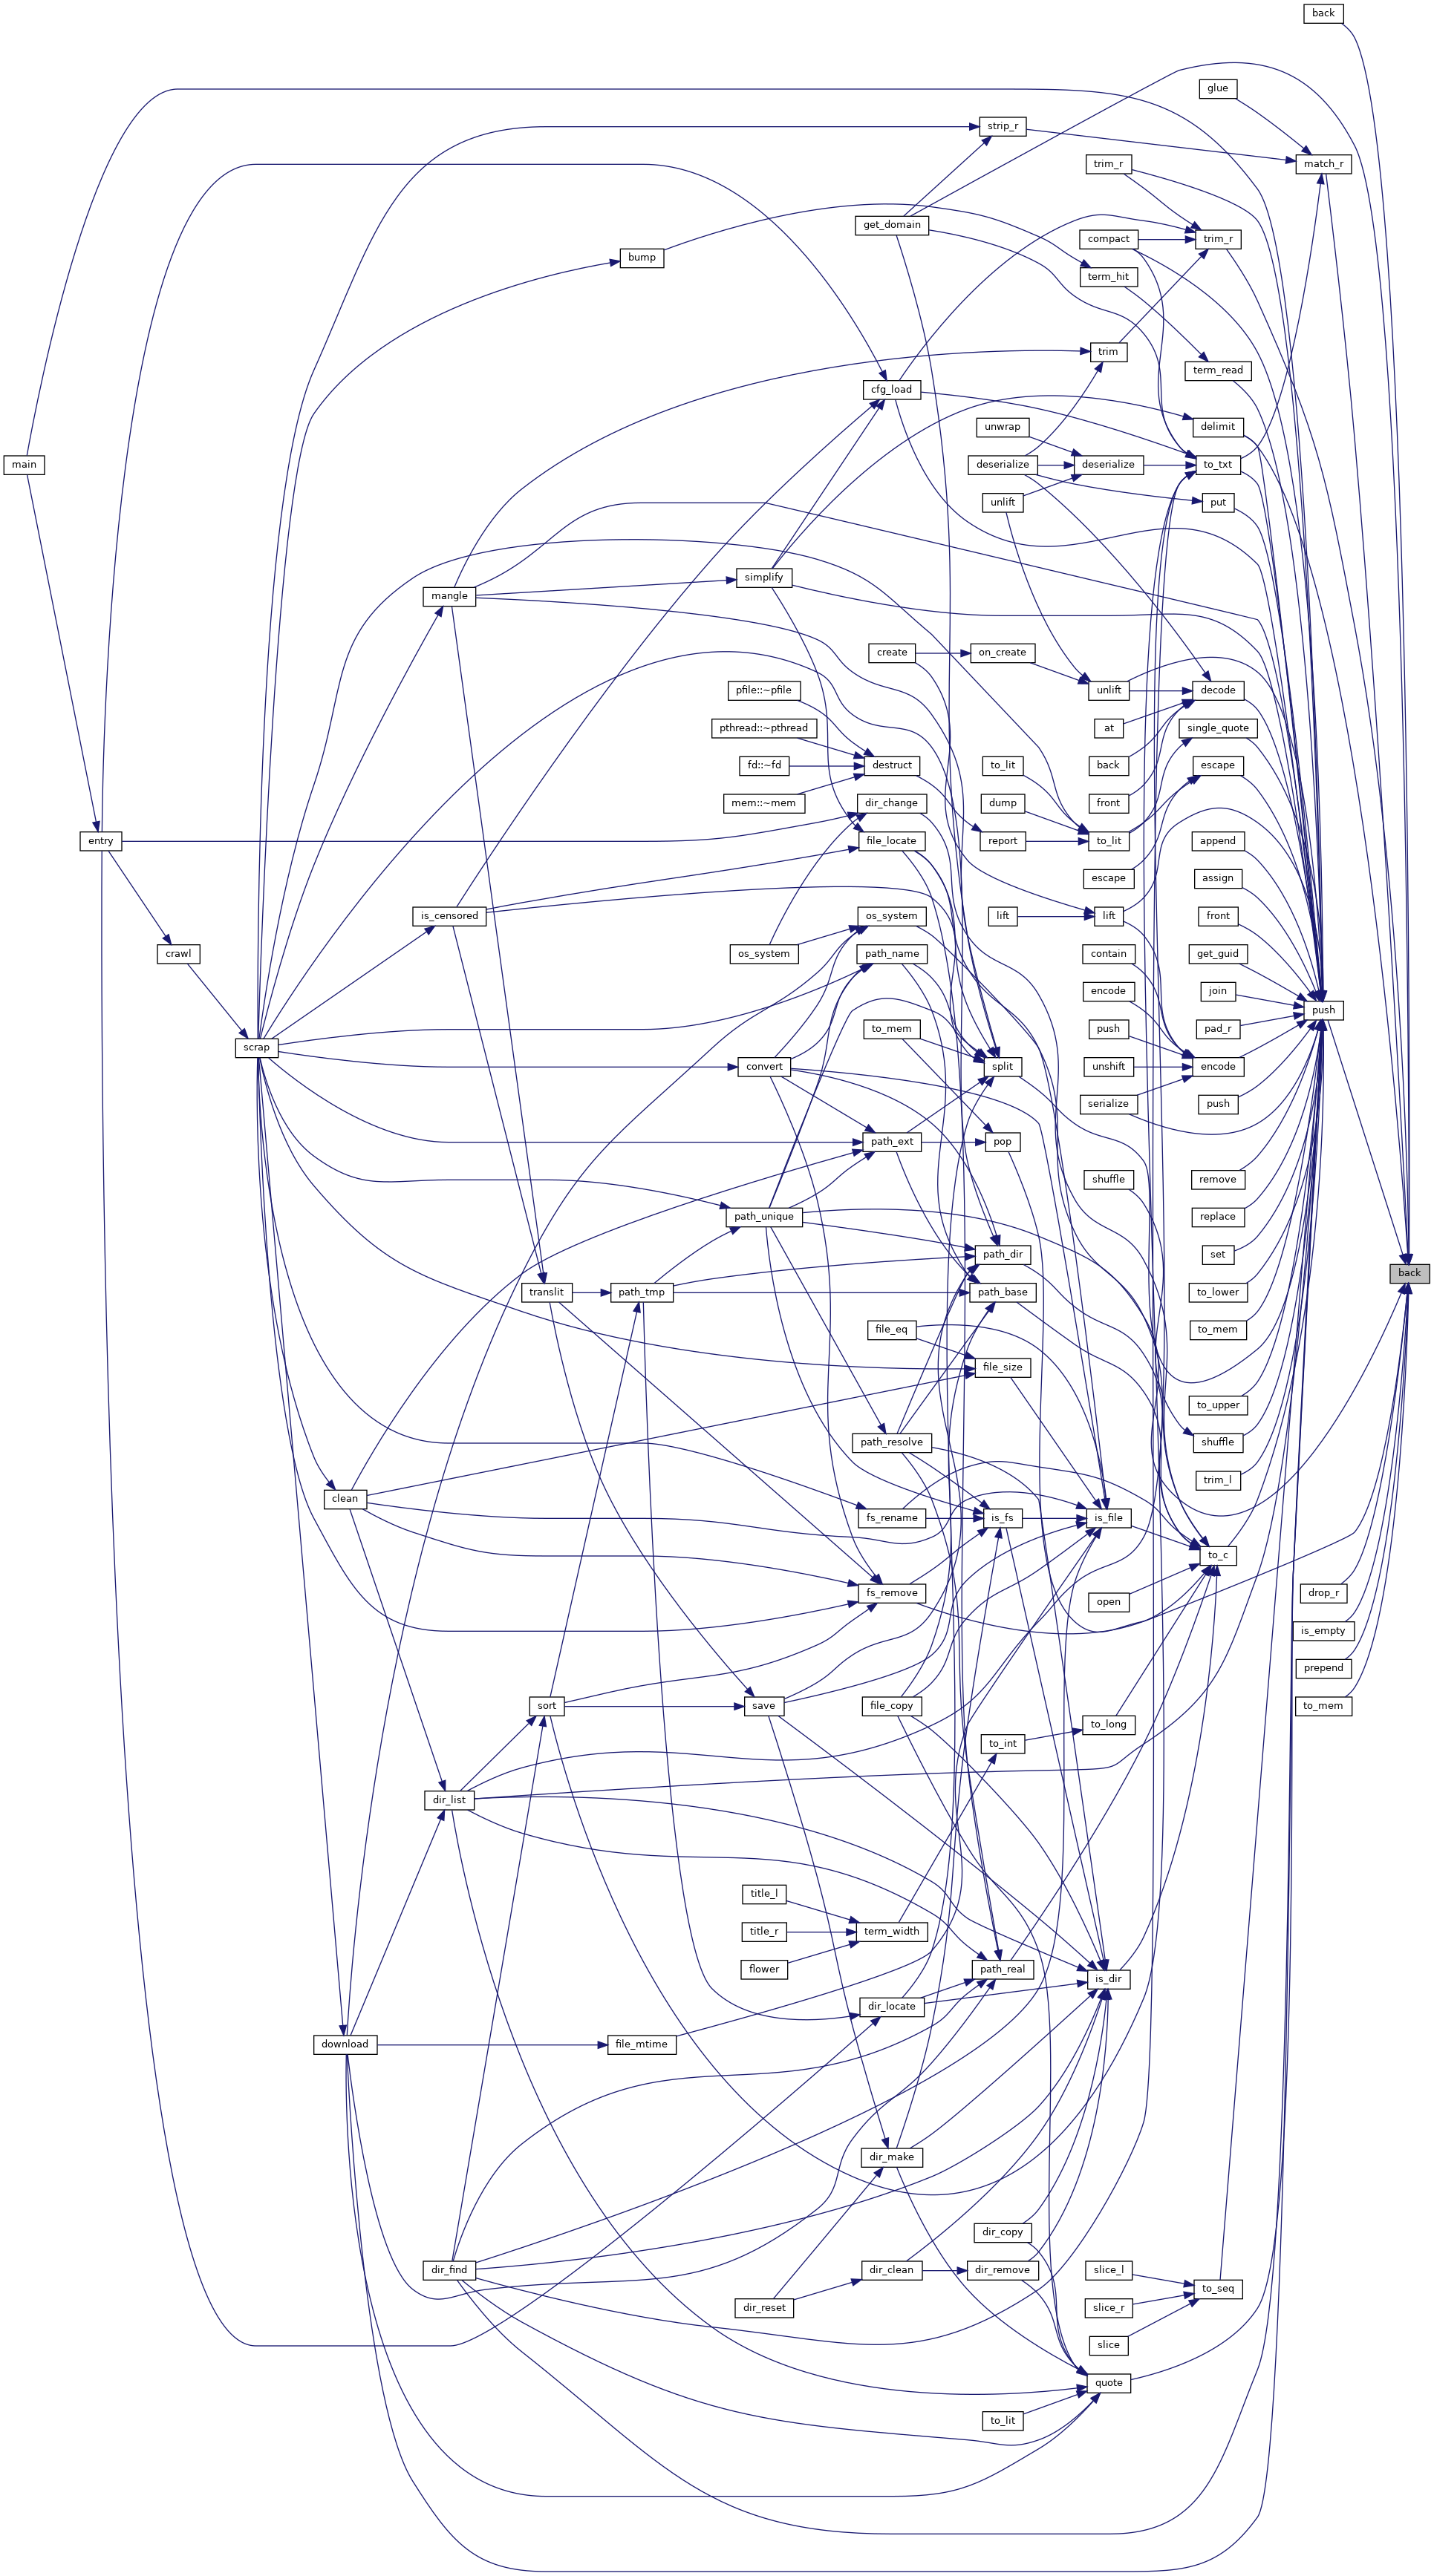 back
glue
strip_r
match_r
trim_r
get_domain
compact
trim_r
bump
term_hit
trim
term_read
cfg_load
unwrap
delimit
main
deserialize
deserialize
to_txt
unlift
put
simplify
mangle
create
on_create
pfile::~pfile
unlift
decode
pthread::~pthread
at
single_quote
fd::~fd
destruct
to_lit
back
escape
mem::~mem
dir_change
dump
front
entry
file_locate
report
to_lit
append
escape
assign
is_censored
os_system
lift
lift
front
crawl
os_system
path_name
contain
get_guid
encode
join
push
to_mem
push
pad_r
scrap
convert
split
unshift
encode
serialize
push
path_ext
pop
shuffle
remove
path_unique
replace
path_dir
set
back
translit
path_tmp
path_base
to_lower
file_eq
to_mem
file_size
to_upper
path_resolve
shuffle
trim_l
clean
fs_rename
is_fs
is_file
to_c
fs_remove
open
drop_r
is_empty
prepend
sort
save
file_copy
to_long
to_mem
to_int
dir_list
title_l
title_r
term_width
flower
path_real
is_dir
dir_locate
download
file_mtime
dir_make
dir_copy
dir_find
dir_clean
dir_remove
slice_l
to_seq
dir_reset
slice_r
slice
quote
to_lit